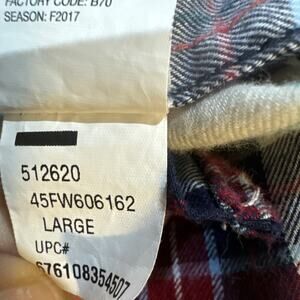 FACTORY CODE: B70
SEASON: F2017
512620
45FW606162
LARGE
UPC#
676108354507